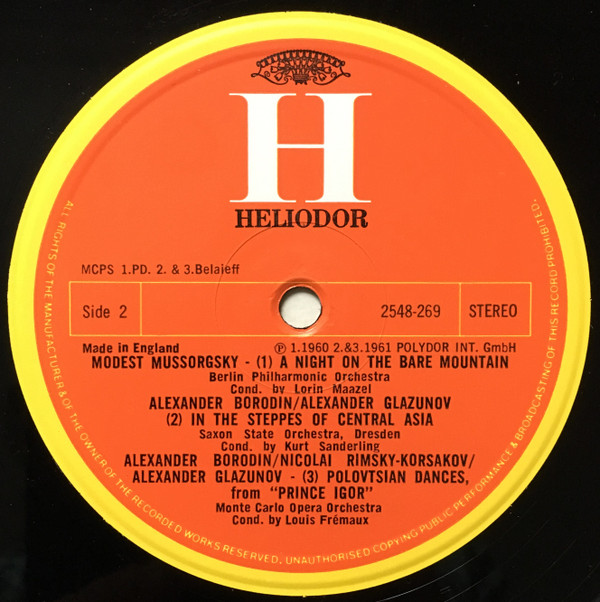 H
HELIODOR
MCPS 1.PD. 2. & 3.Belaieff
Side 2
2548-269
STEREO
Made in England
℗ 1.1960 2.&3.1961 POLYDOR INT. GmbH
MODEST MUSSORGSKY - (1) A NIGHT ON THE BARE MOUNTAIN
Berlin Philharmonic Orchestra
Cond. by Lorin Maazel
ALEXANDER BORODIN/ALEXANDER GLAZUNOV
(2) IN THE STEPPES OF CENTRAL ASIA
Saxon State Orchestra, Dresden
Cond. by Kurt Sanderling
ALEXANDER BORODIN/NICOLAI RIMSKY-KORSAKOV/
ALEXANDER GLAZUNOV - (3) POLOVTSIAN DANCES,
from "PRINCE IGOR"
Monte Carlo Opera Orchestra
Cond. by Louis Frémaux
ALL RIGHTS OF THE MANUFACTURER & OF THE OWNER OF THE RECORDED WORKS RESERVED, UNAUTHORISED COPYING PUBLIC PERFORMANCE & BROADCASTING OF THIS RECORD PROHIBITED.